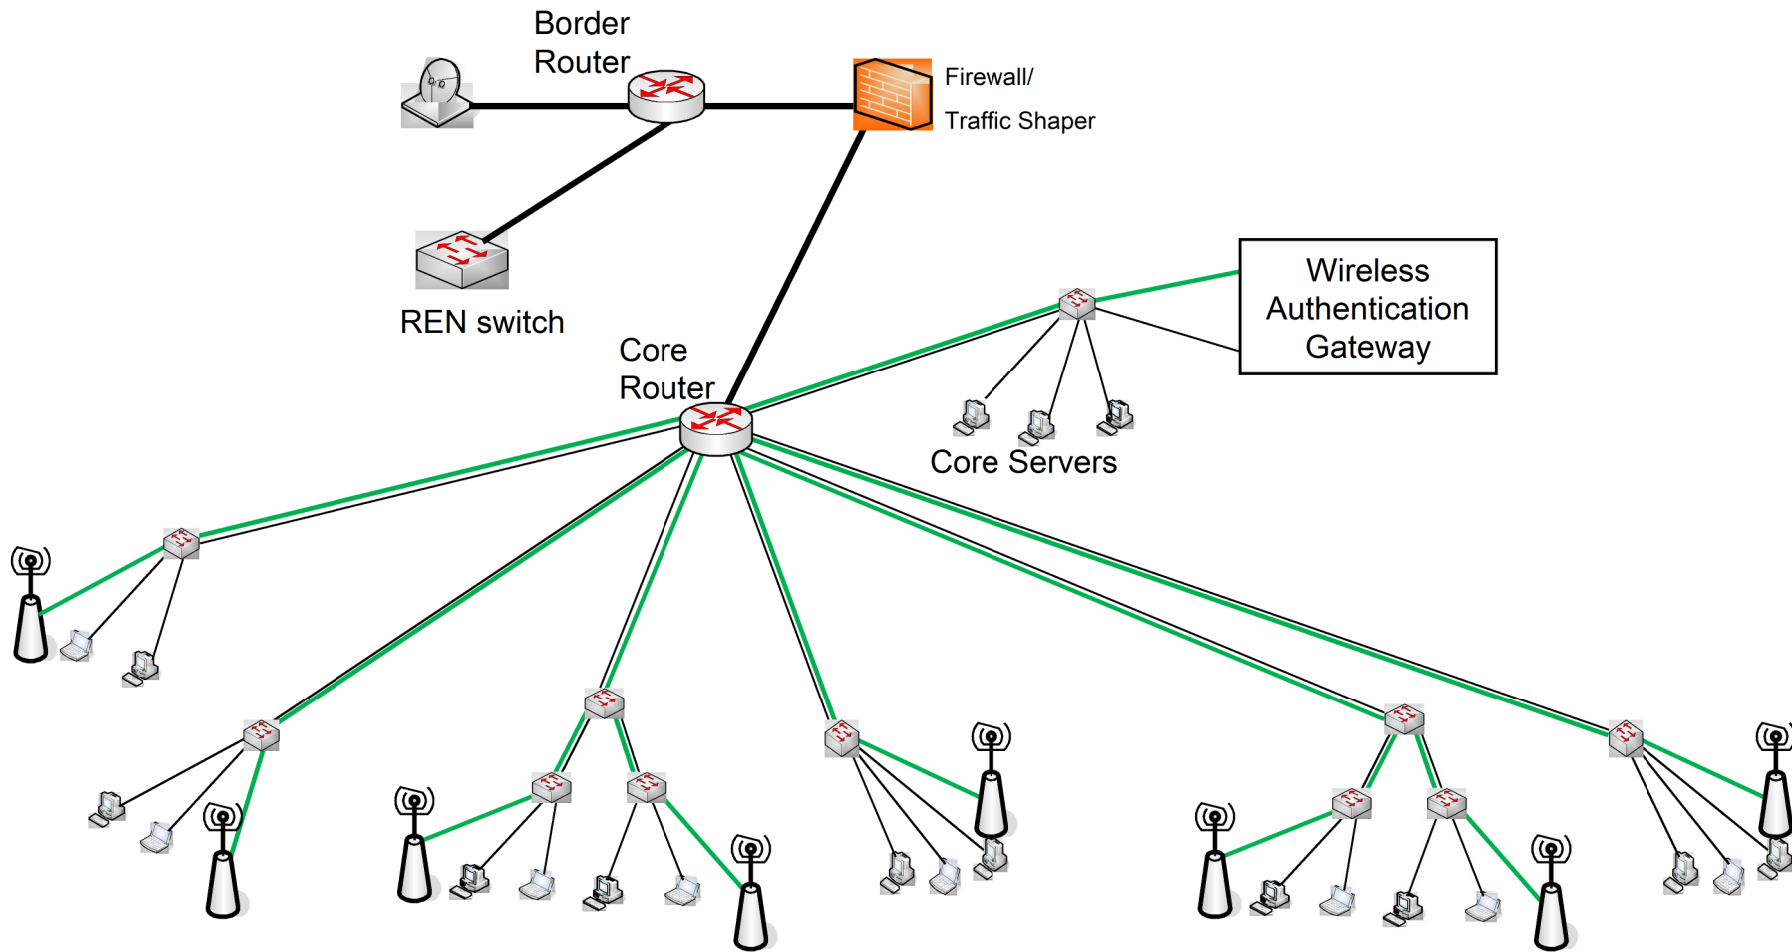 Border
Router
Firewall/
Traffic Shaper
REN switch
Wireless
Authentication
Gateway
Core
Router
Core Servers